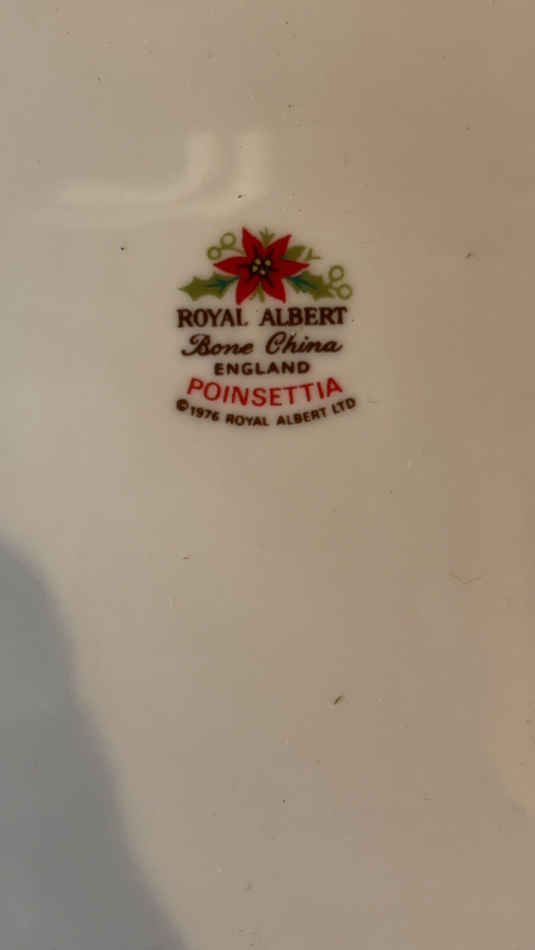 ROYAL ALBERT
Bone China
ENGLAND
POINSETTIA
©1976 ROYAL ALBERT LTD